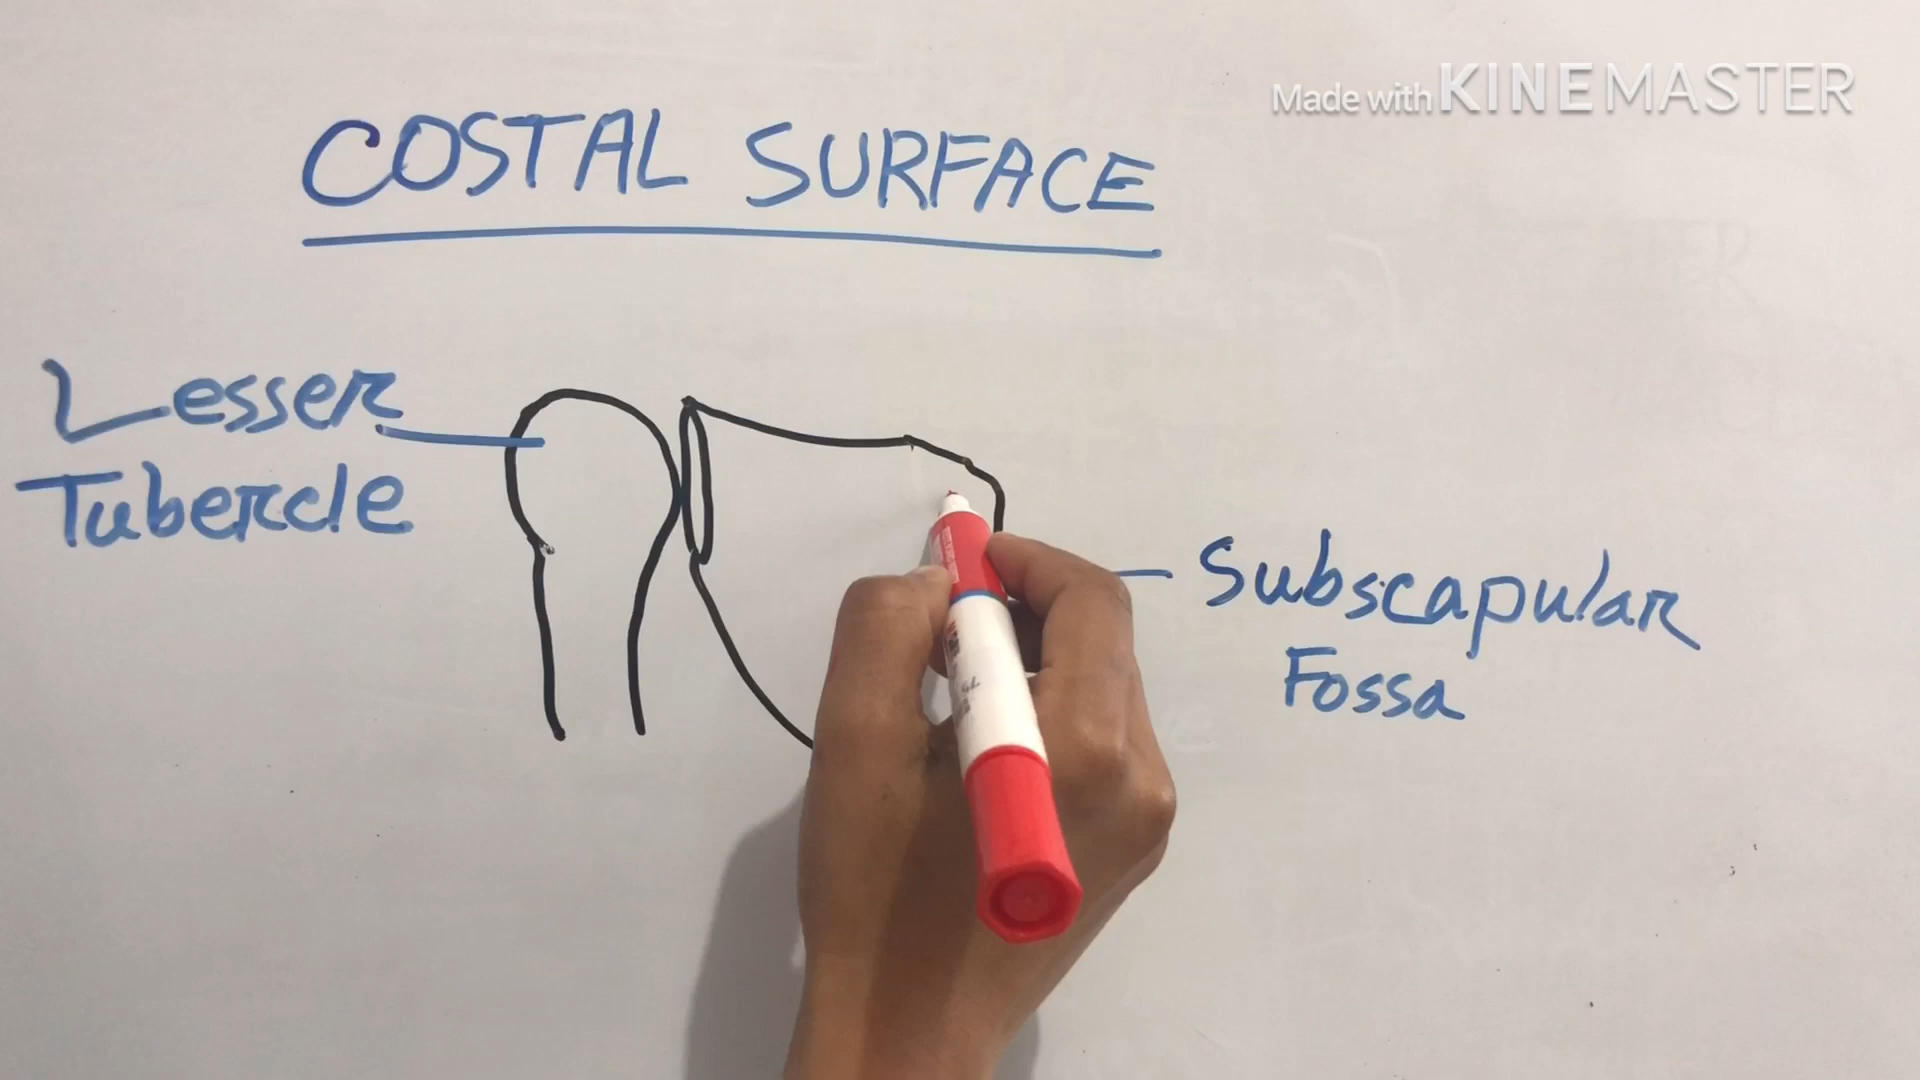 Made with KINEMASTER
COSTAL SURFACE
Lesser
Tubercle
Subscapular
Fossa